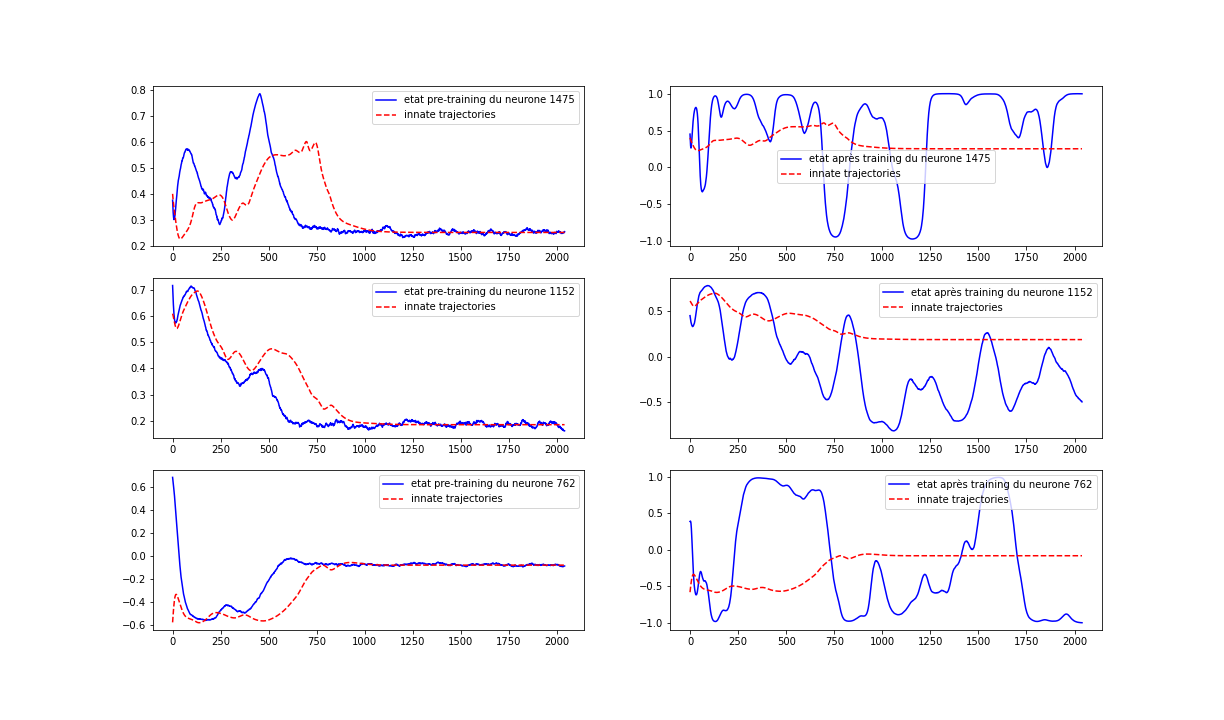 etat pre-training du neurone 1475
innate trajectories
0.8
0.7
0.6
0.5
0.4
0.3
0.2
0 250 500 750 1000 1250 1500 1750 2000
etat après training du neurone 1475
innate trajectories
1.0
0.5
0.0
−0.5
−1.0
0 250 500 750 1000 1250 1500 1750 2000
etat pre-training du neurone 1152
innate trajectories
0.7
0.6
0.5
0.4
0.3
0.2
0 250 500 750 1000 1250 1500 1750 2000
etat après training du neurone 1152
innate trajectories
0.5
0.0
−0.5
0 250 500 750 1000 1250 1500 1750 2000
etat pre-training du neurone 762
innate trajectories
0.6
0.4
0.2
0.0
−0.2
−0.4
−0.6
0 250 500 750 1000 1250 1500 1750 2000
etat après training du neurone 762
innate trajectories
1.0
0.5
0.0
−0.5
−1.0
0 250 500 750 1000 1250 1500 1750 2000